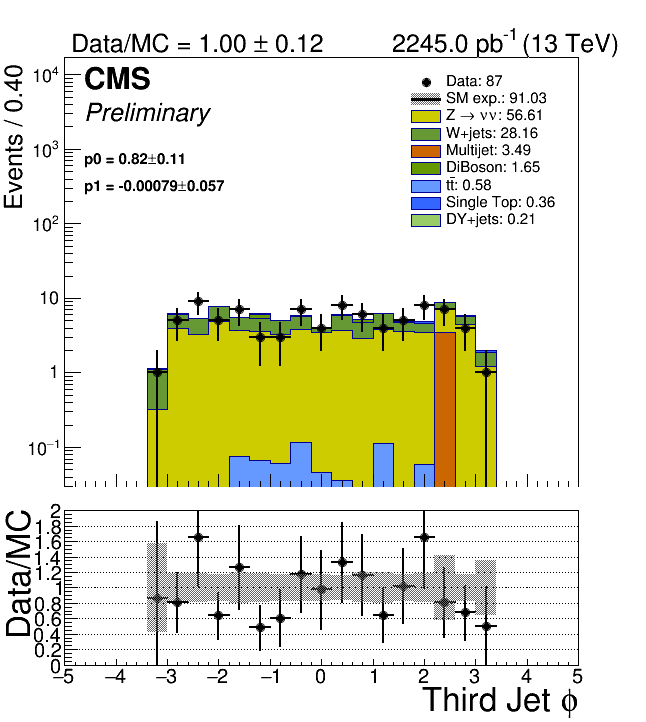 Data/MC = 1.00 ± 0.12
2245.0 pb⁻¹ (13 TeV)
Events / 0.40
10⁴
10³
10²
10
1
10⁻¹
CMS
Preliminary
p0 = 0.82±0.11
p1 = -0.00079±0.057
Data: 87
SM exp.: 91.03
Z → νν: 56.61
W+jets: 28.16
Multijet: 3.49
DiBoson: 1.65
tt̄: 0.58
Single Top: 0.36
DY+jets: 0.21
Data/MC
2
1.8
1.6
1.4
1.2
1
0.8
0.6
0.4
0.2
0
−5 −4 −3 −2 −1 0 1 2 3 4 5
Third Jet ϕ